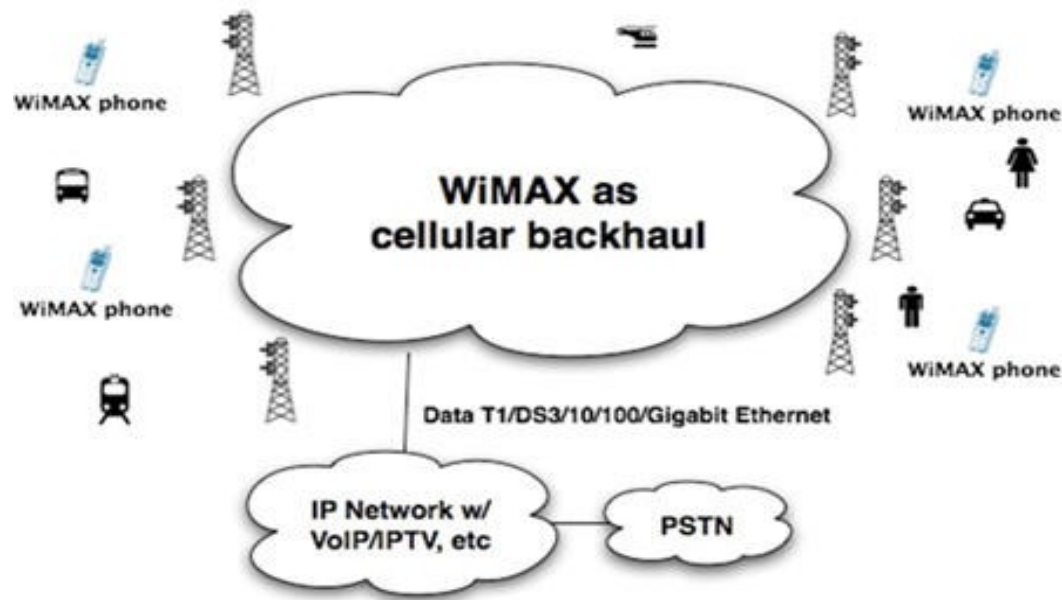 WiMAX phone
WiMAX phone
WiMAX as
cellular backhaul
WiMAX phone
WiMAX phone
Data T1/DS3/10/100/Gigabit Ethernet
IP Network w/
VoIP/IPTV, etc
PSTN